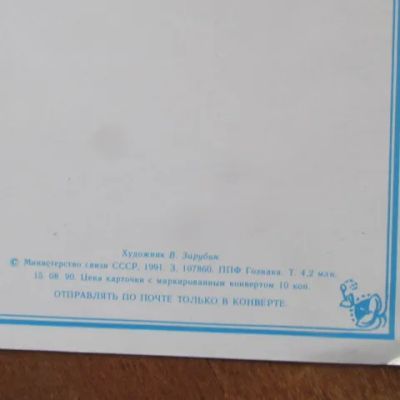 Художник В. Зарубин
© Министерство связи СССР, 1991. З. 107860. ППФ Гознака. Т. 4,2 млн.
15. 08. 90. Цена карточки с маркированным конвертом 10 коп.
ОТПРАВЛЯТЬ ПО ПОЧТЕ ТОЛЬКО В КОНВЕРТЕ